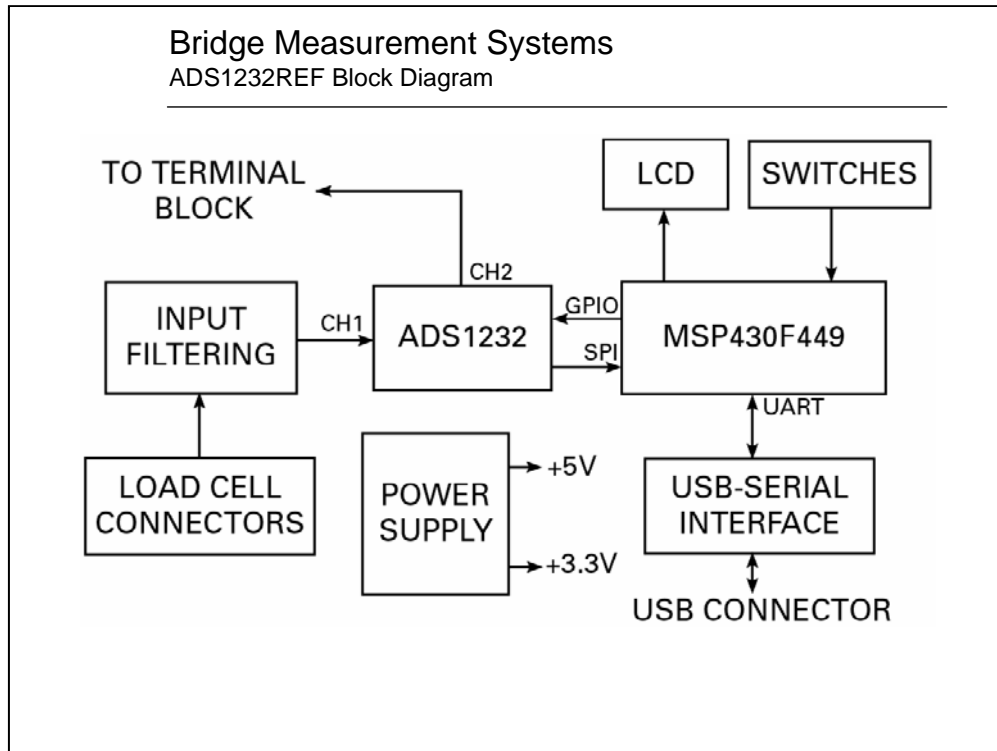 Bridge Measurement Systems
ADS1232REF Block Diagram
TO TERMINAL
BLOCK
LCD
SWITCHES
CH2
INPUT
FILTERING
CH1
ADS1232
GPIO
SPI
MSP430F449
UART
LOAD CELL
CONNECTORS
POWER
SUPPLY
+5V
+3.3V
USB-SERIAL
INTERFACE
USB CONNECTOR